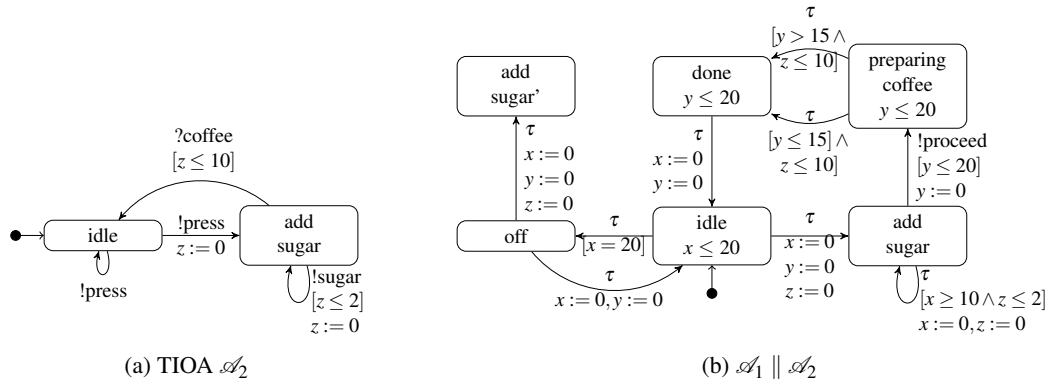 ?coffee
[z ≤ 10]
idle
!press
z := 0
add
sugar
!press
!sugar
[z ≤ 2]
z := 0
(a) TIOA 𝒜₂
add
sugar'
done
y ≤ 20
τ
[y > 15 ∧
z ≤ 10]
preparing
coffee
y ≤ 20
τ
[y ≤ 15] ∧
z ≤ 10]
τ
x := 0
y := 0
z := 0
τ
x := 0
y := 0
!proceed
[y ≤ 20]
y := 0
off
τ
[x = 20]
idle
x ≤ 20
τ
x := 0
y := 0
z := 0
add
sugar
τ
x := 0, y := 0
τ
[x ≥ 10 ∧ z ≤ 2]
x := 0, z := 0
(b) 𝒜₁ ∥ 𝒜₂